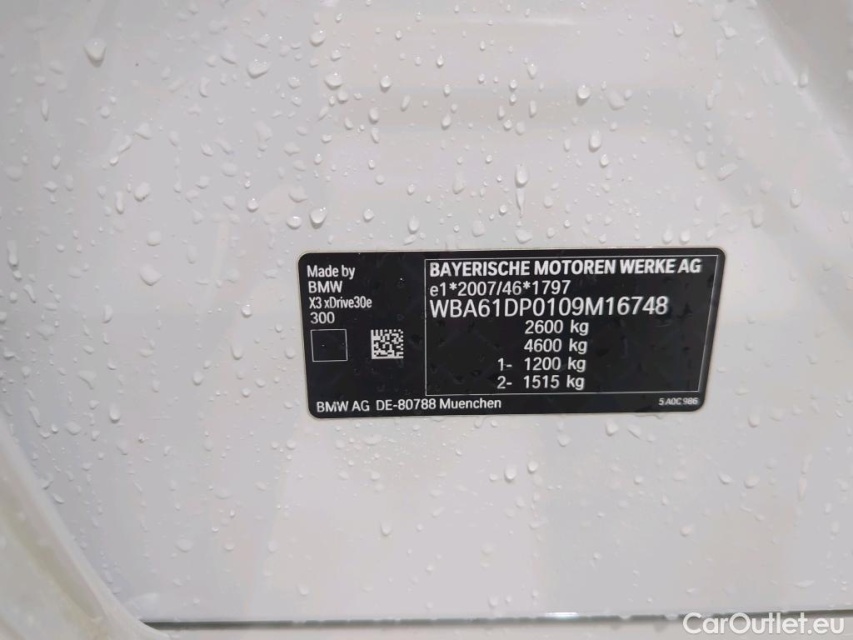 Made by
BMW
X3 xDrive30e
300
BAYERISCHE MOTOREN WERKE AG
e1*2007/46*1797
WBA61DP0109M16748
2600 kg
4600 kg
1- 1200 kg
2- 1515 kg
BMW AG DE-80788 Muenchen
5A0C986
CarOutlet.eu